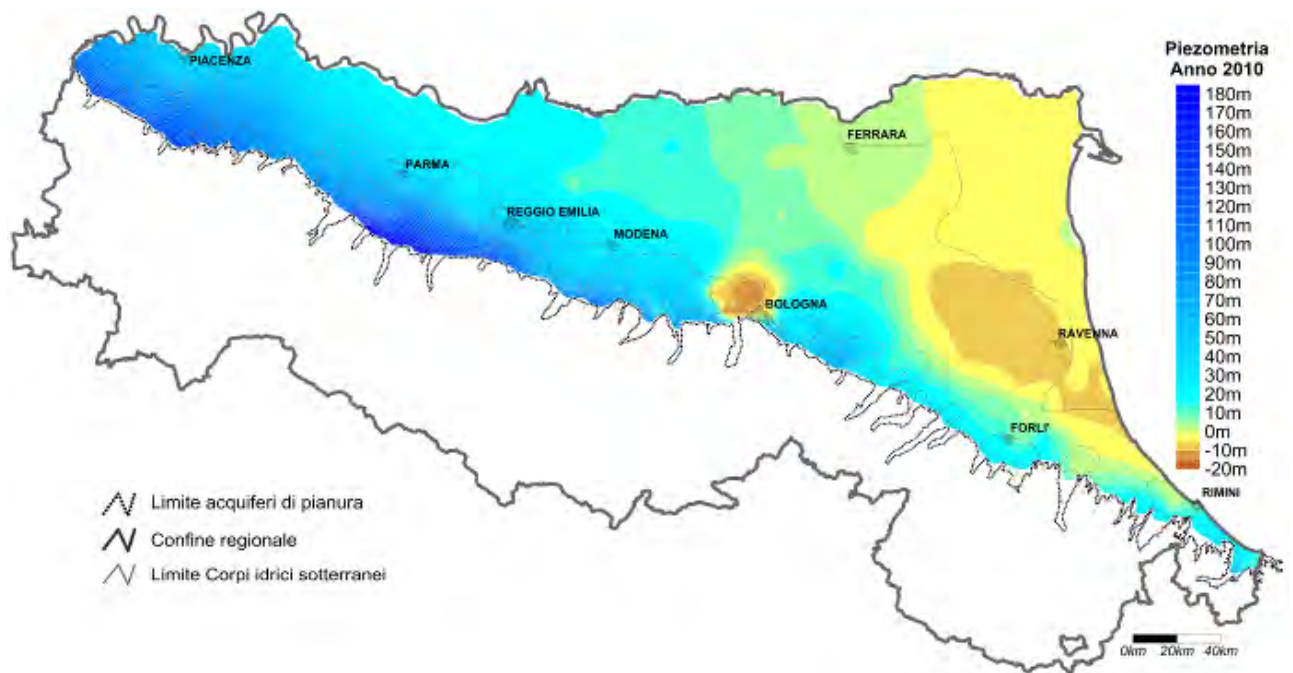 Piezometria
Anno 2010
180m
170m
160m
150m
140m
130m
120m
110m
100m
90m
80m
70m
60m
50m
40m
30m
20m
10m
0m
-10m
-20m
PIACENZA
PARMA
REGGIO EMILIA
MODENA
FERRARA
BOLOGNA
RAVENNA
FORLI'
RIMINI
Limite acquiferi di pianura
Confine regionale
Limite Corpi idrici sotterranei
0km 20km 40km